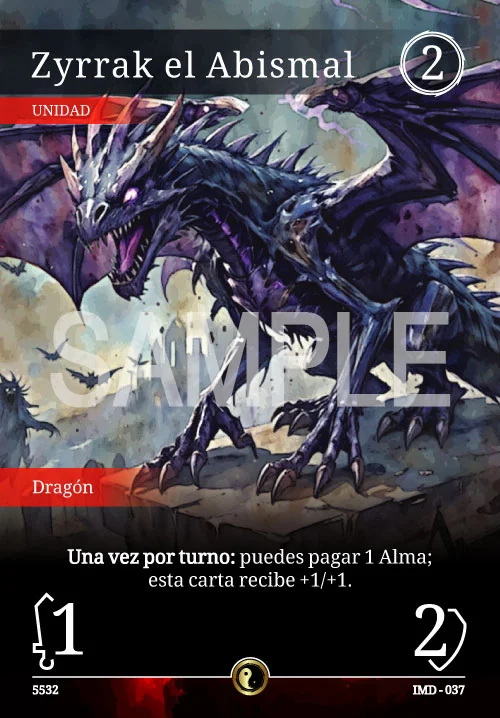 Zyrrak el Abismal
2
UNIDAD
SAMPLE
Dragón
Una vez por turno: puedes pagar 1 Alma;
esta carta recibe +1/+1.
1
2
5532
IMD - 037